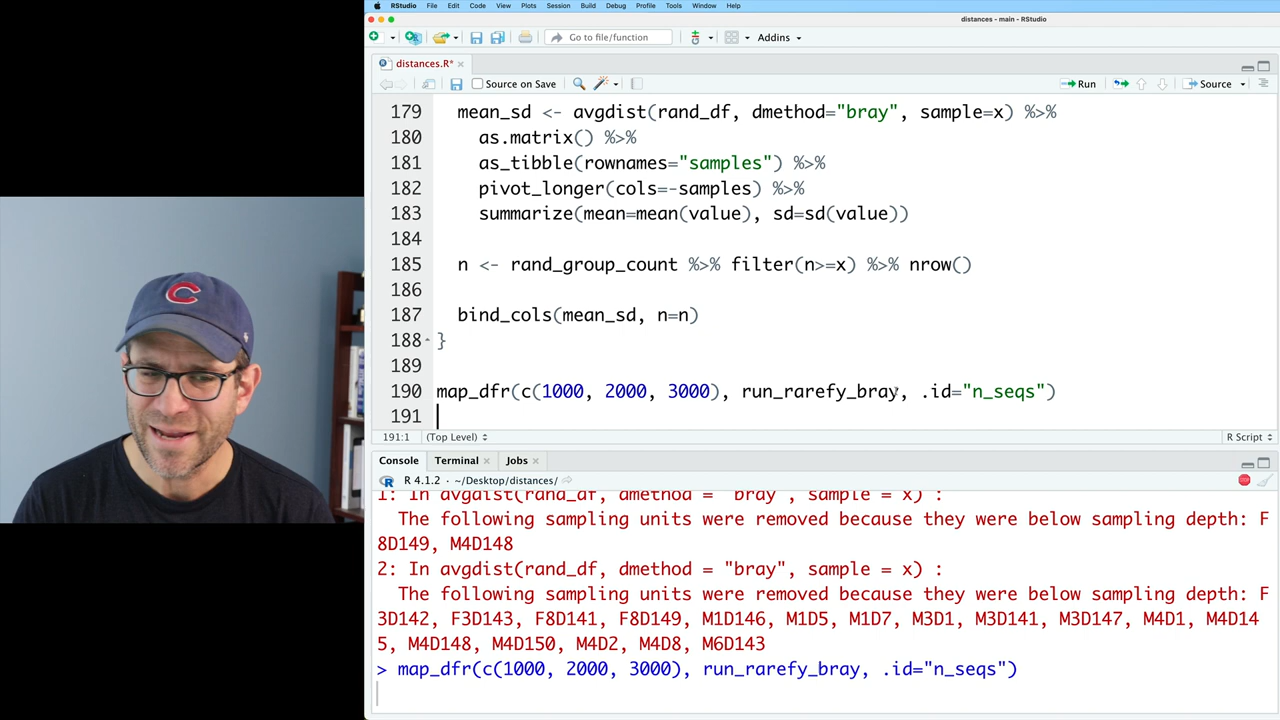 RStudio File Edit Code View Plots Session Build Debug Profile Tools Window Help
distances - main - RStudio
Go to file/function Addins
distances.R*
Source on Save Run Source
179 mean_sd <- avgdist(rand_df, dmethod="bray", sample=x) %>%
180 as.matrix() %>%
181 as_tibble(rownames="samples") %>%
182 pivot_longer(cols=-samples) %>%
183 summarize(mean=mean(value), sd=sd(value))
184
185 n <- rand_group_count %>% filter(n>=x) %>% nrow()
186
187 bind_cols(mean_sd, n=n)
188 }
189
190 map_dfr(c(1000, 2000, 3000), run_rarefy_bray, .id="n_seqs")
191
191:1 (Top Level) R Script
Console Terminal Jobs
R 4.1.2 · ~/Desktop/distances/
1: In avgdist(rand_df, dmethod = "bray", sample = x) :
The following sampling units were removed because they were below sampling depth: F
8D149, M4D148
2: In avgdist(rand_df, dmethod = "bray", sample = x) :
The following sampling units were removed because they were below sampling depth: F
3D142, F3D143, F8D141, F8D149, M1D146, M1D5, M1D7, M3D1, M3D141, M3D147, M4D1, M4D14
5, M4D148, M4D150, M4D2, M4D8, M6D143
> map_dfr(c(1000, 2000, 3000), run_rarefy_bray, .id="n_seqs")
C